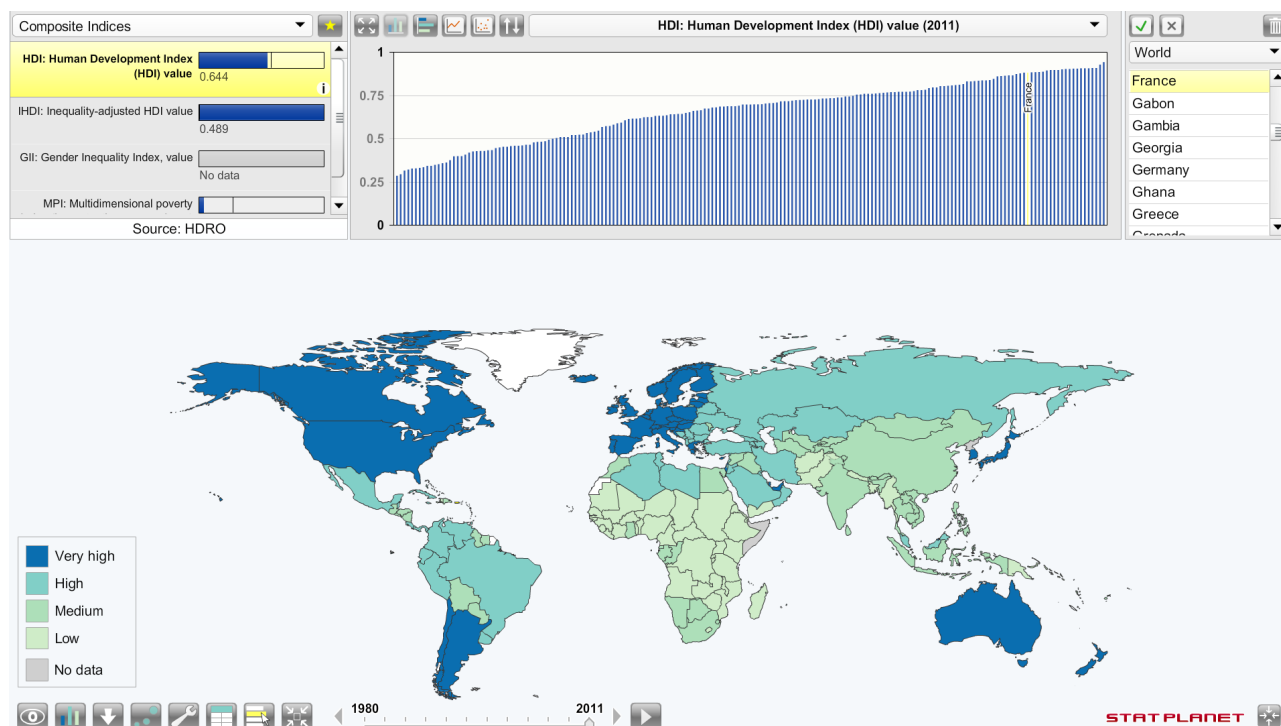 Composite Indices
HDI: Human Development Index
(HDI) value
0.644
i
IHDI: Inequality-adjusted HDI value
0.489
GII: Gender Inequality Index, value
No data
MPI: Multidimensional poverty
Source: HDRO
HDI: Human Development Index (HDI) value (2011)
1
0.75
0.5
0.25
0
France
World
France
Gabon
Gambia
Georgia
Germany
Ghana
Greece
Grenada
Very high
High
Medium
Low
No data
1980
2011
STATPLANET